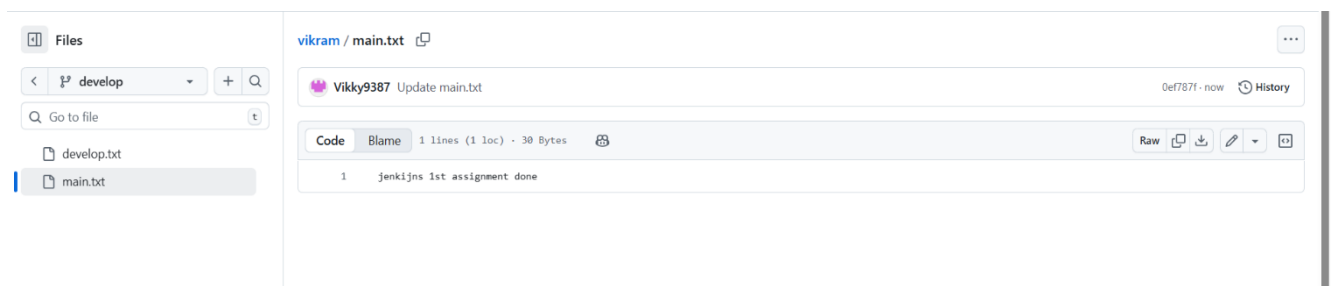 Files
develop
Go to file
t
develop.txt
main.txt
vikram / main.txt
Vikky9387 Update main.txt
0ef787f · now
History
Code
Blame
1 lines (1 loc) · 30 Bytes
Raw
1 jenkijns 1st assignment done